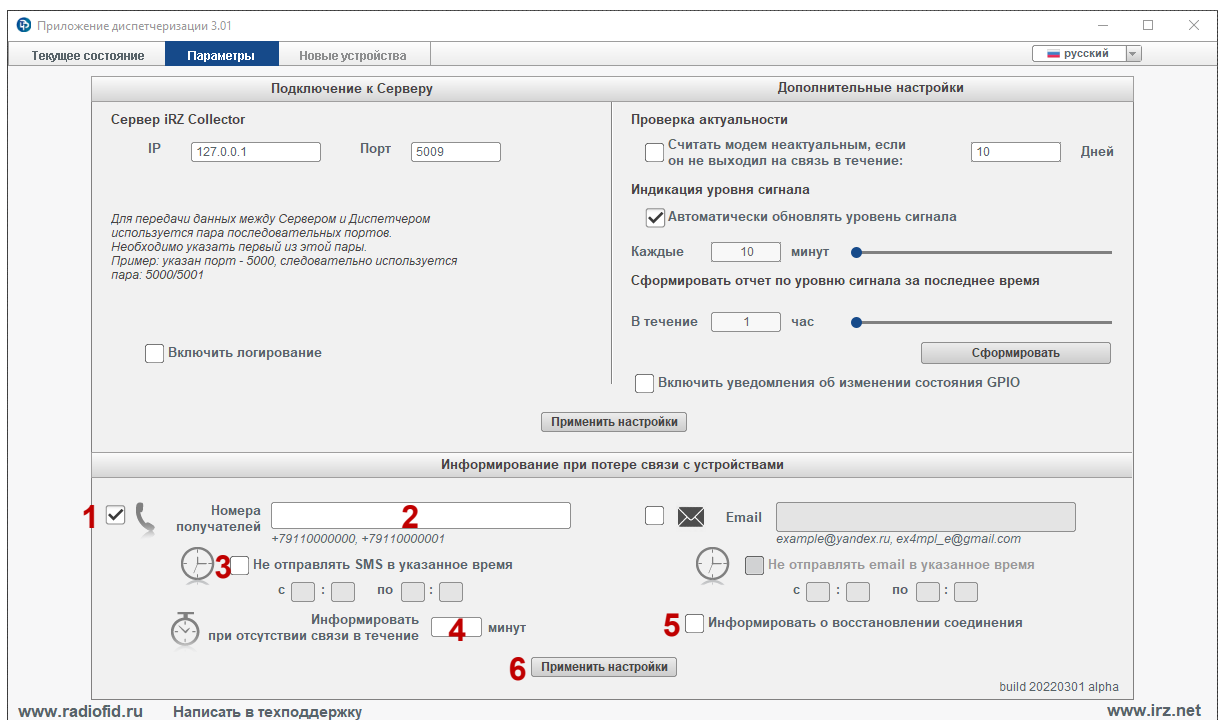 Приложение диспетчеризации 3.01
Текущее состояние
Параметры
Новые устройства
русский
Подключение к Серверу
Сервер iRZ Collector
IP
127.0.0.1
Порт
5009
Для передачи данных между Сервером и Диспетчером
используется пара последовательных портов.
Необходимо указать первый из этой пары.
Пример: указан порт - 5000, следовательно используется
пара: 5000/5001
Включить логирование
Дополнительные настройки
Проверка актуальности
Считать модем неактуальным, если
он не выходил на связь в течение:
10
Дней
Индикация уровня сигнала
Автоматически обновлять уровень сигнала
Каждые
10
минут
Сформировать отчет по уровню сигнала за последнее время
В течение
1
час
Сформировать
Включить уведомления об изменении состояния GPIO
Применить настройки
Информирование при потере связи с устройствами
1
Номера
получателей
2
+79110000000, +79110000001
3
Не отправлять SMS в указанное время
с : по :
Информировать
при отсутствии связи в течение
4
минут
Email
example@yandex.ru, ex4mpl_e@gmail.com
Не отправлять email в указанное время
с : по :
5
Информировать о восстановлении соединения
6
Применить настройки
build 20220301 alpha
www.radiofid.ru
Написать в техподдержку
www.irz.net